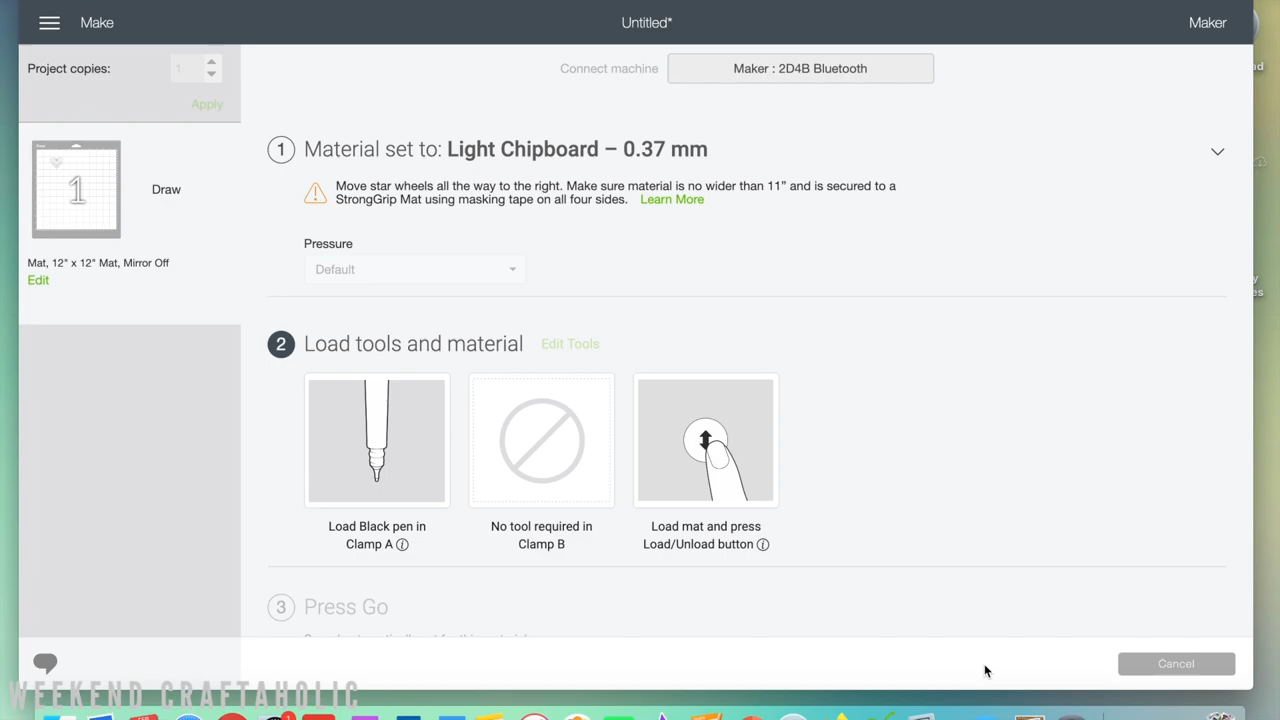 Make
Untitled*
Maker
Project copies:
1
Apply
Connect machine
Maker : 2D4B Bluetooth
1
Draw
Mat, 12" x 12" Mat, Mirror Off
Edit
1 Material set to: Light Chipboard – 0.37 mm
Move star wheels all the way to the right. Make sure material is no wider than 11” and is secured to a
StrongGrip Mat using masking tape on all four sides. Learn More
Pressure
Default
2 Load tools and material Edit Tools
Load Black pen in
Clamp A
No tool required in
Clamp B
Load mat and press
Load/Unload button
3 Press Go
Cancel
WEEKEND CRAFTAHOLIC